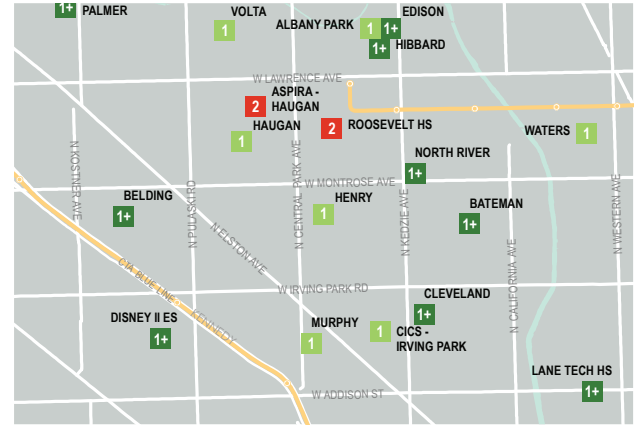 1+
PALMER
VOLTA
1
ALBANY PARK
1
EDISON
1+
1+
HIBBARD
W LAWRENCE AVE
2
ASPIRA -
HAUGAN
HAUGAN
1
2
ROOSEVELT HS
WATERS
1
N KOSTNER AVE
N PULASKI RD
N CENTRAL PARK AVE
N KEDZIE AVE
N CALIFORNIA AVE
N WESTERN AVE
NORTH RIVER
1+
W MONTROSE AVE
BELDING
1+
HENRY
1
BATEMAN
1+
N ELSTON AVE
CTA BLUE LINE
KENNEDY
W IRVING PARK RD
DISNEY II ES
1+
MURPHY
1
CLEVELAND
1+
1
CICS -
IRVING PARK
LANE TECH HS
1+
W ADDISON ST